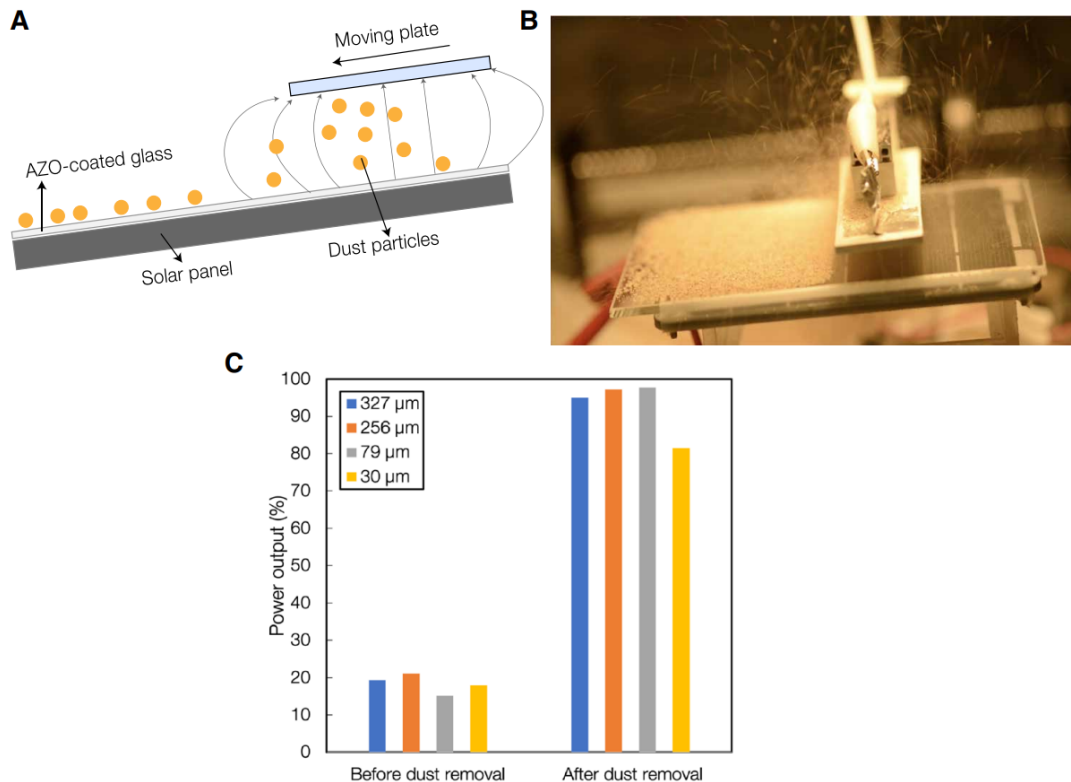 A
Moving plate
AZO-coated glass
Dust particles
Solar panel
B
C
Power output (%)
100
90
80
70
60
50
40
30
20
10
0
327 µm
256 µm
79 µm
30 µm
Before dust removal
After dust removal